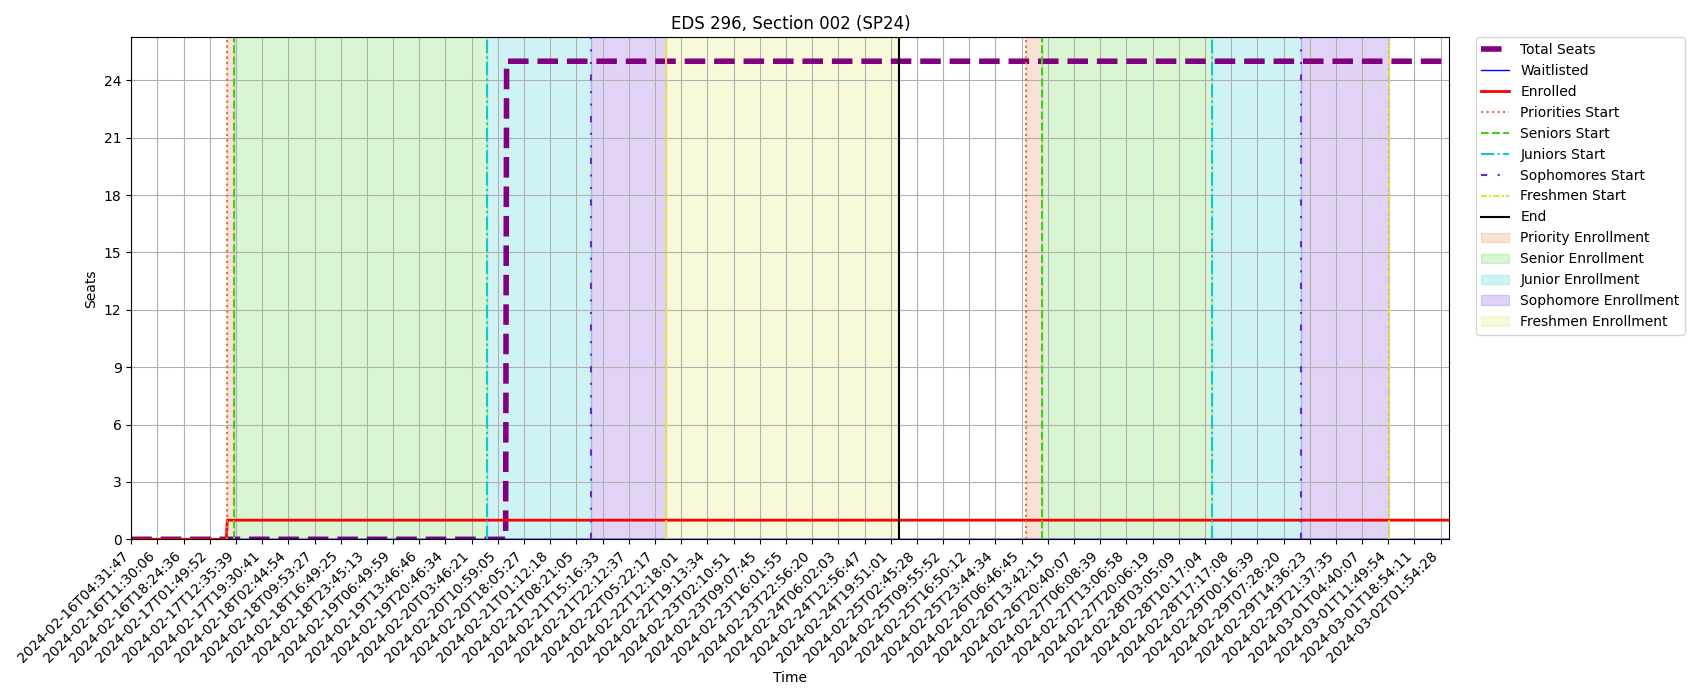 EDS 296, Section 002 (SP24)
Seats
24
21
18
15
12
9
6
3
0
2024-02-16T04:31:47
2024-02-16T11:30:06
2024-02-16T18:24:36
2024-02-17T01:49:52
2024-02-17T12:35:39
2024-02-17T19:30:41
2024-02-18T02:44:54
2024-02-18T09:53:27
2024-02-18T16:49:25
2024-02-18T23:45:13
2024-02-19T06:49:59
2024-02-19T13:46:46
2024-02-19T20:46:34
2024-02-20T03:46:21
2024-02-20T10:59:05
2024-02-20T18:05:27
2024-02-21T01:12:18
2024-02-21T08:21:05
2024-02-21T15:16:33
2024-02-21T22:12:37
2024-02-22T05:22:17
2024-02-22T12:18:01
2024-02-22T19:13:34
2024-02-23T02:10:51
2024-02-23T09:07:45
2024-02-23T16:01:55
2024-02-23T22:56:20
2024-02-24T06:02:03
2024-02-24T12:56:47
2024-02-24T19:51:01
2024-02-25T02:45:28
2024-02-25T09:55:52
2024-02-25T16:50:12
2024-02-25T23:44:34
2024-02-26T06:46:45
2024-02-26T13:42:15
2024-02-26T20:40:07
2024-02-27T06:08:39
2024-02-27T13:06:58
2024-02-27T20:06:19
2024-02-28T03:05:09
2024-02-28T10:17:04
2024-02-28T17:17:08
2024-02-29T00:16:39
2024-02-29T07:28:20
2024-02-29T14:36:23
2024-02-29T21:37:35
2024-03-01T04:40:07
2024-03-01T11:49:54
2024-03-01T18:54:11
2024-03-02T01:54:28
Time
Total Seats
Waitlisted
Enrolled
Priorities Start
Seniors Start
Juniors Start
Sophomores Start
Freshmen Start
End
Priority Enrollment
Senior Enrollment
Junior Enrollment
Sophomore Enrollment
Freshmen Enrollment